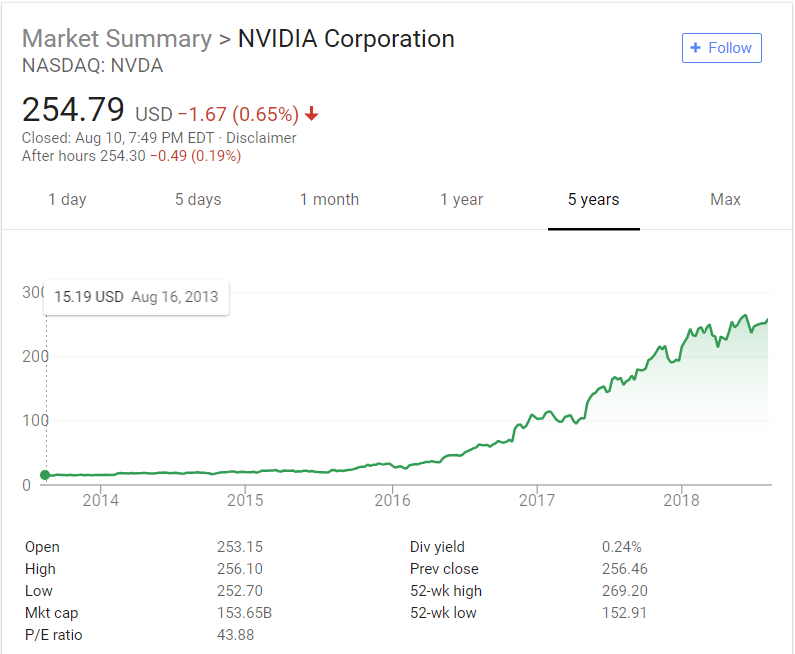 Market Summary > NVIDIA Corporation
NASDAQ: NVDA
+ Follow
254.79 USD −1.67 (0.65%)
Closed: Aug 10, 7:49 PM EDT · Disclaimer
After hours 254.30 −0.49 (0.19%)
1 day 5 days 1 month 1 year 5 years Max
300
15.19 USD Aug 16, 2013
200
100
0
2014 2015 2016 2017 2018
Open 253.15 Div yield 0.24%
High 256.10 Prev close 256.46
Low 252.70 52-wk high 269.20
Mkt cap 153.65B 52-wk low 152.91
P/E ratio 43.88